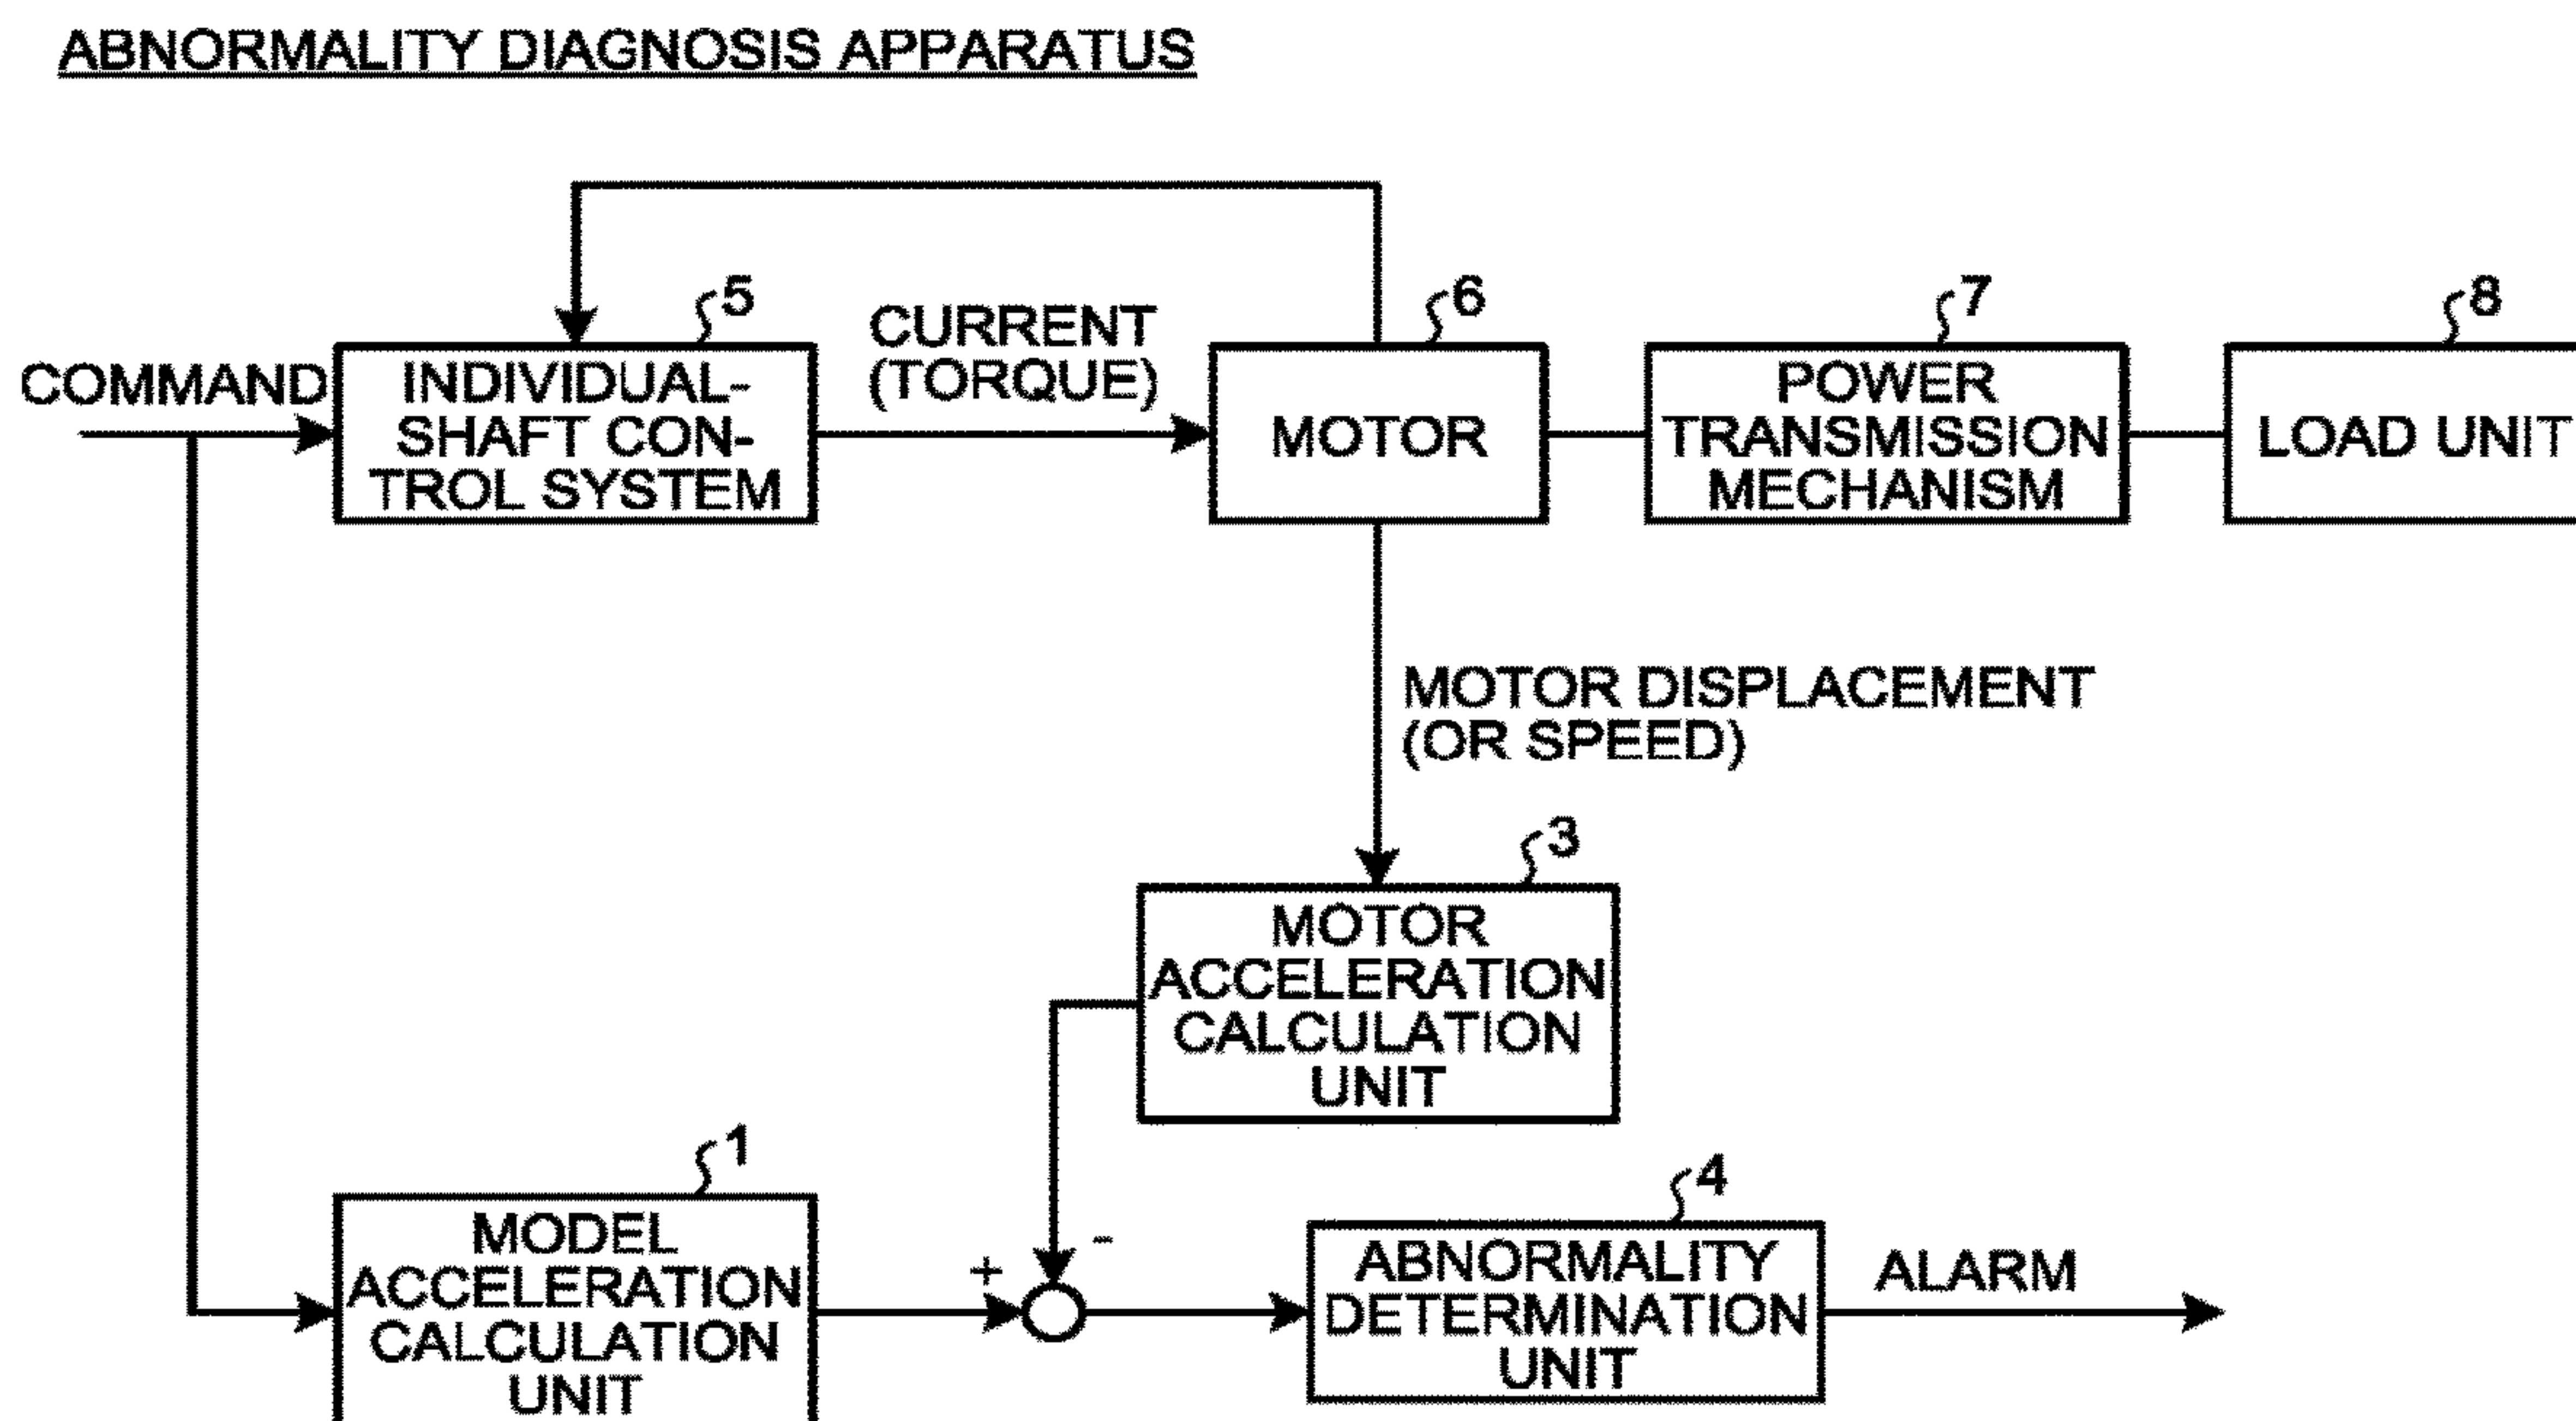 ABNORMALITY DIAGNOSIS APPARATUS
5
6
7
8
COMMAND
INDIVIDUAL-
SHAFT CON-
TROL SYSTEM
CURRENT
(TORQUE)
MOTOR
POWER
TRANSMISSION
MECHANISM
LOAD UNIT
MOTOR DISPLACEMENT
(OR SPEED)
3
MOTOR
ACCELERATION
CALCULATION
UNIT
1
MODEL
ACCELERATION
CALCULATION
UNIT
+
-
4
ABNORMALITY
DETERMINATION
UNIT
ALARM